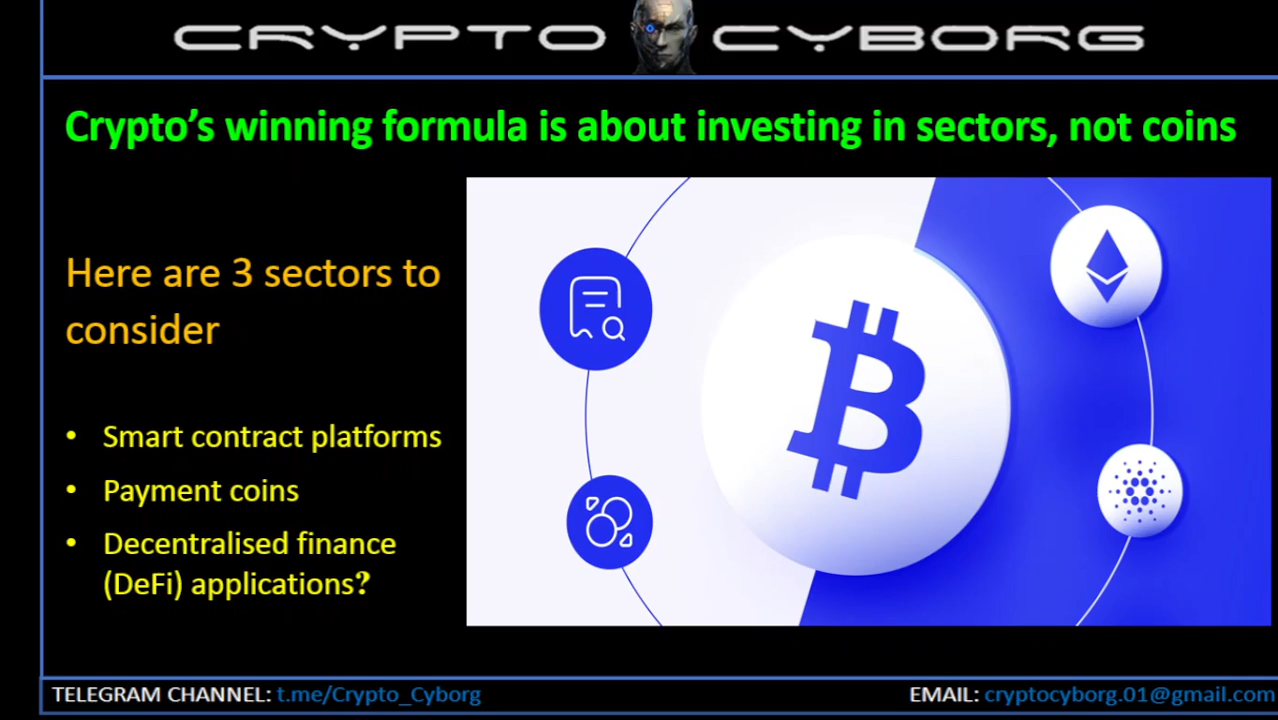 CRYPTO CYBORG
Crypto's winning formula is about investing in sectors, not coins
Here are 3 sectors to
consider
• Smart contract platforms
• Payment coins
• Decentralised finance
(DeFi) applications?
TELEGRAM CHANNEL: t.me/Crypto_Cyborg
EMAIL: cryptocyborg.01@gmail.com